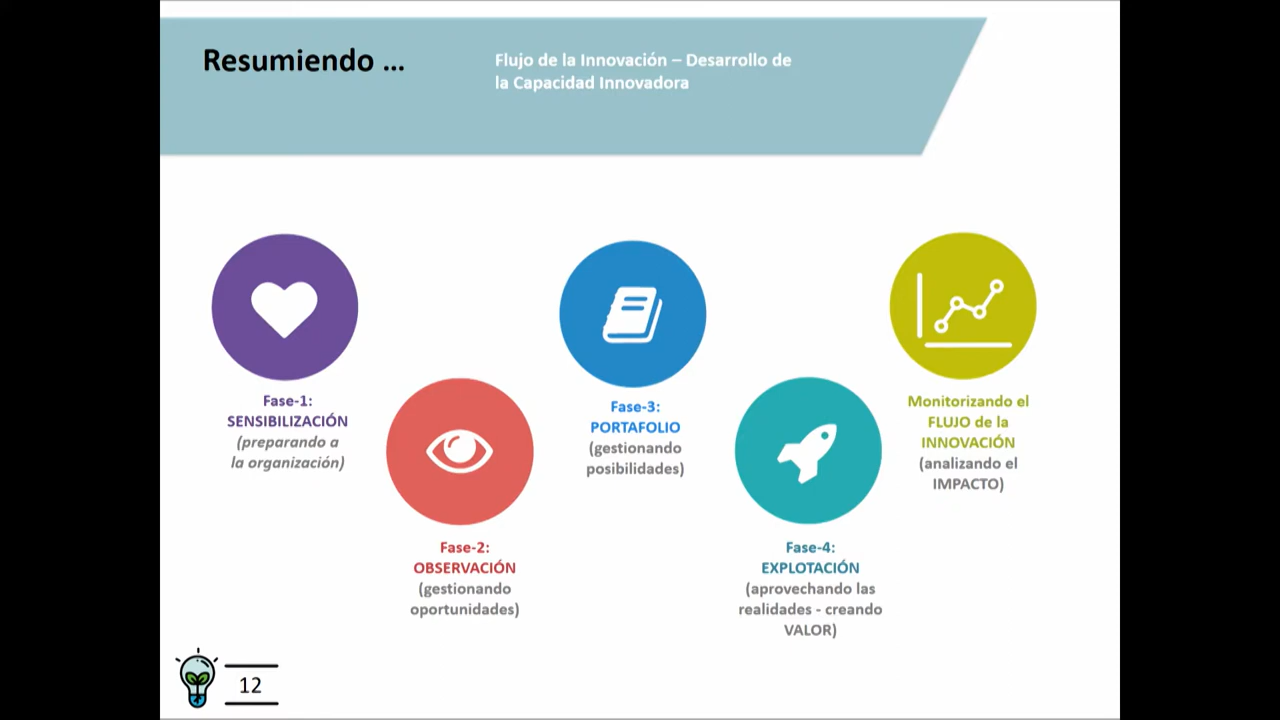 Resumiendo ...
Flujo de la Innovación – Desarrollo de
la Capacidad Innovadora
Fase-1:
SENSIBILIZACIÓN
(preparando a
la organización)
Fase-2:
OBSERVACIÓN
(gestionando
oportunidades)
Fase-3:
PORTAFOLIO
(gestionando
posibilidades)
Fase-4:
EXPLOTACIÓN
(aprovechando las
realidades - creando
VALOR)
Monitorizando el
FLUJO de la
INNOVACIÓN
(analizando el
IMPACTO)
12